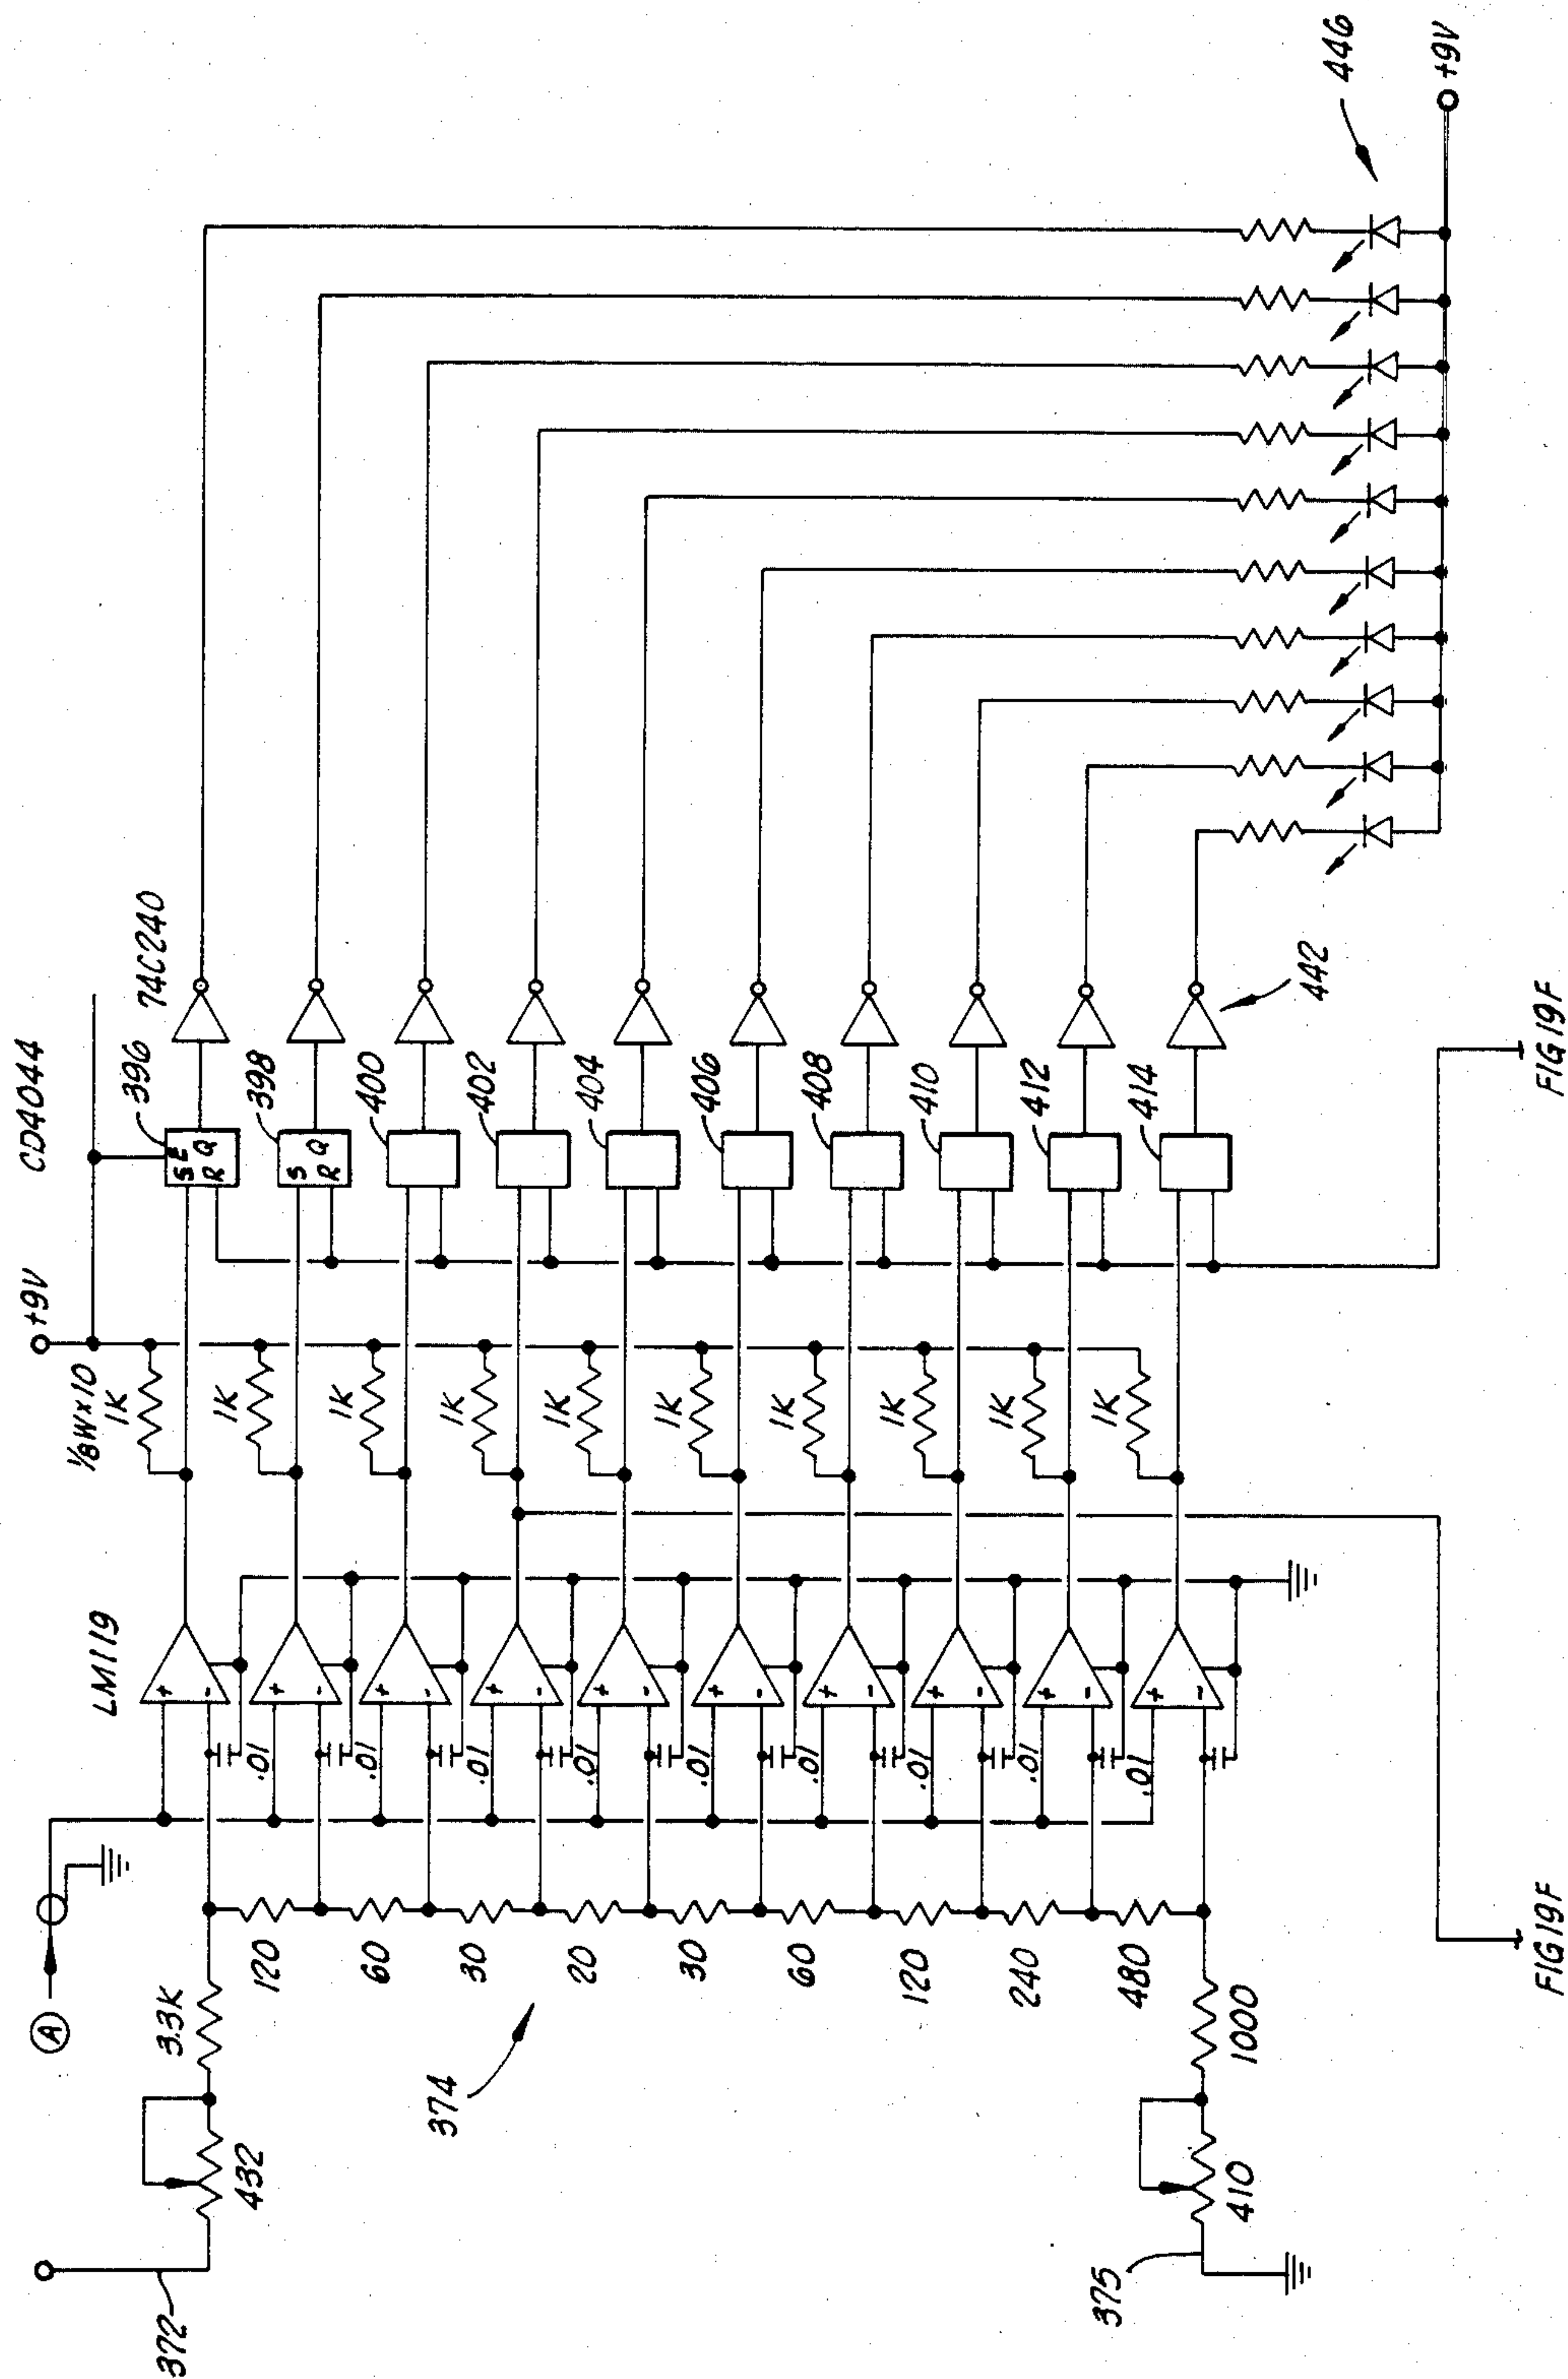 +9V
CD4044
1/8W×10
1K
1K
1K
1K
1K
1K
1K
1K
1K
1K
LM119
74C240
396
S E
R Q
398
S
R Q
400
402
404
406
408
410
412
414
442
446
+9V
A
372
432
3.3K
374
120
60
30
20
30
60
120
240
480
1000
410
375
+
-
.01
+
-
.01
+
-
.01
+
-
.01
+
-
.01
+
-
.01
+
-
.01
+
-
.01
+
-
.01
+
-
.01
FIG 19F
FIG 19F